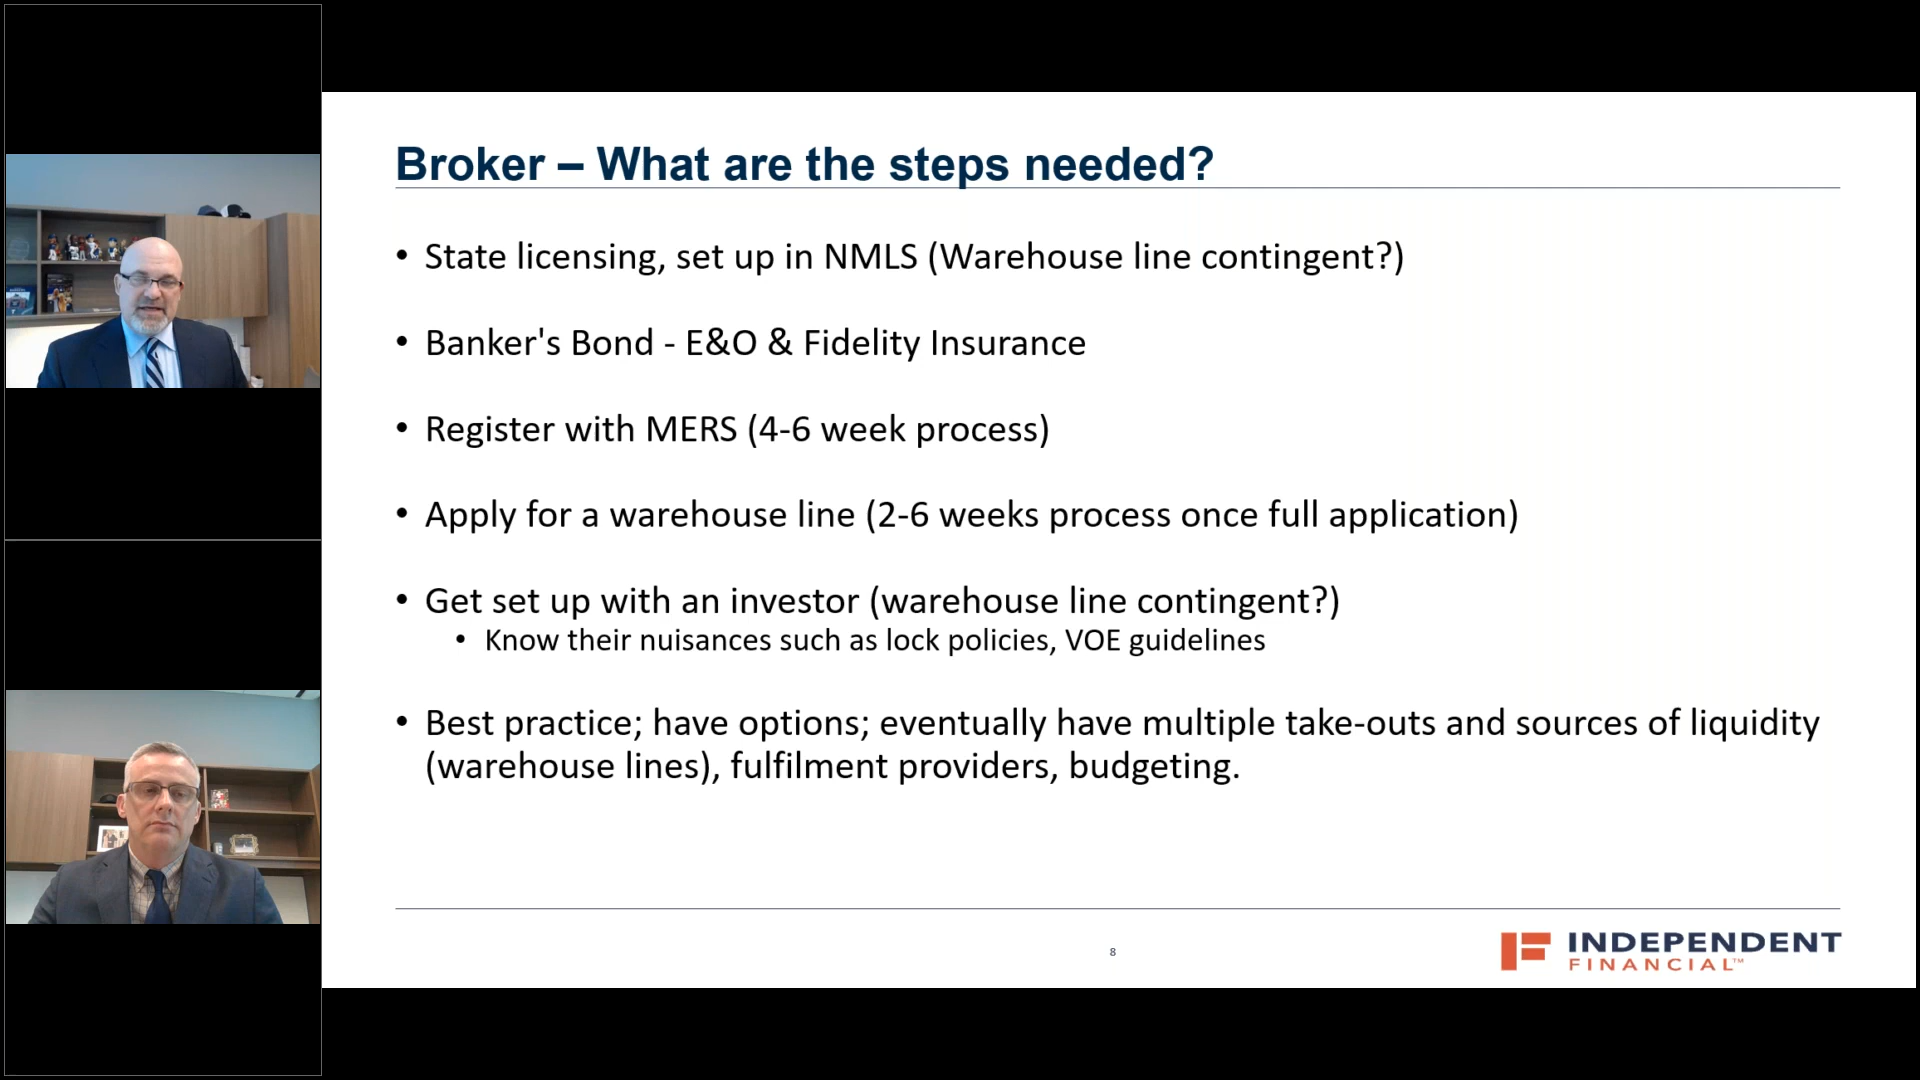 Broker – What are the steps needed?
• State licensing, set up in NMLS (Warehouse line contingent?)
• Banker's Bond - E&O & Fidelity Insurance
• Register with MERS (4-6 week process)
• Apply for a warehouse line (2-6 weeks process once full application)
• Get set up with an investor (warehouse line contingent?)
• Know their nuisances such as lock policies, VOE guidelines
• Best practice; have options; eventually have multiple take-outs and sources of liquidity
(warehouse lines), fulfilment providers, budgeting.
8
INDEPENDENT
FINANCIAL™